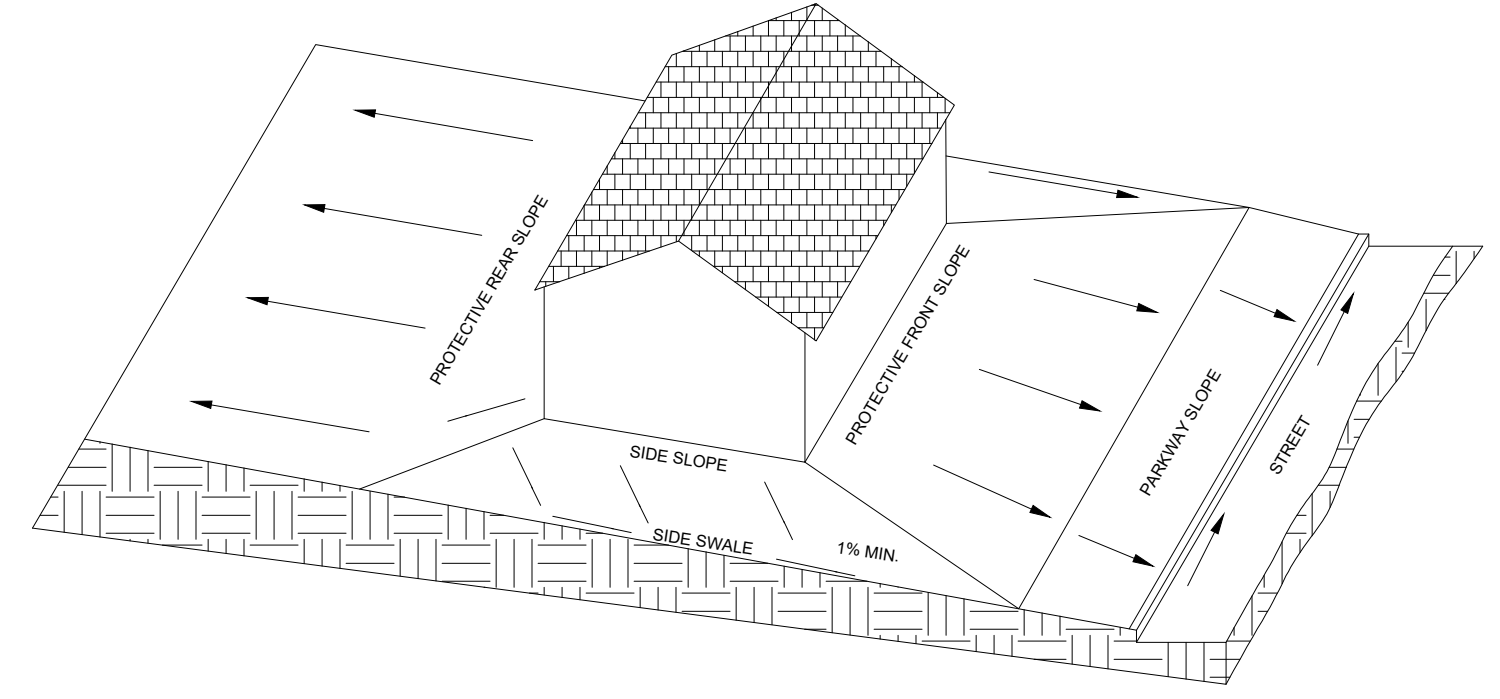 PROTECTIVE REAR SLOPE
PROTECTIVE FRONT SLOPE
PARKWAY SLOPE
STREET
SIDE SLOPE
SIDE SWALE
1% MIN.